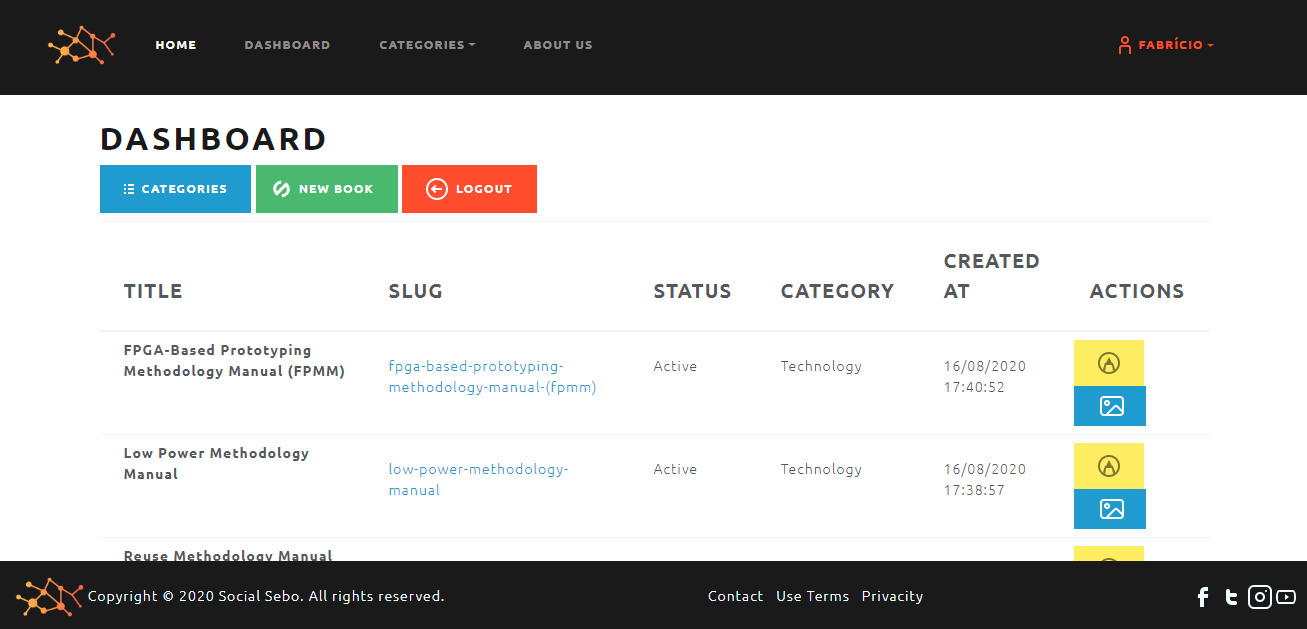 HOME DASHBOARD CATEGORIES ABOUT US FABRÍCIO
DASHBOARD
CATEGORIES NEW BOOK LOGOUT
TITLE SLUG STATUS CATEGORY CREATED AT ACTIONS
FPGA-Based Prototyping
Methodology Manual (FPMM)
fpga-based-prototyping-
methodology-manual-(fpmm)
Active
Technology
16/08/2020
17:40:52
Low Power Methodology
Manual
low-power-methodology-
manual
Active
Technology
16/08/2020
17:38:57
Reuse Methodology Manual
Copyright © 2020 Social Sebo. All rights reserved.
Contact Use Terms Privacity